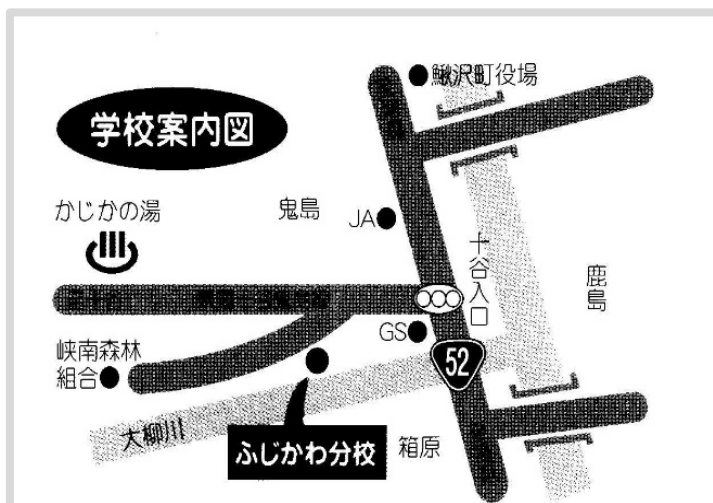 鰍沢町役場
学校案内図
かじかの湯
鬼島
JA
十谷入口
鹿島
GS
峡南森林
組合
52
大柳川
ふじかわ分校
箱原